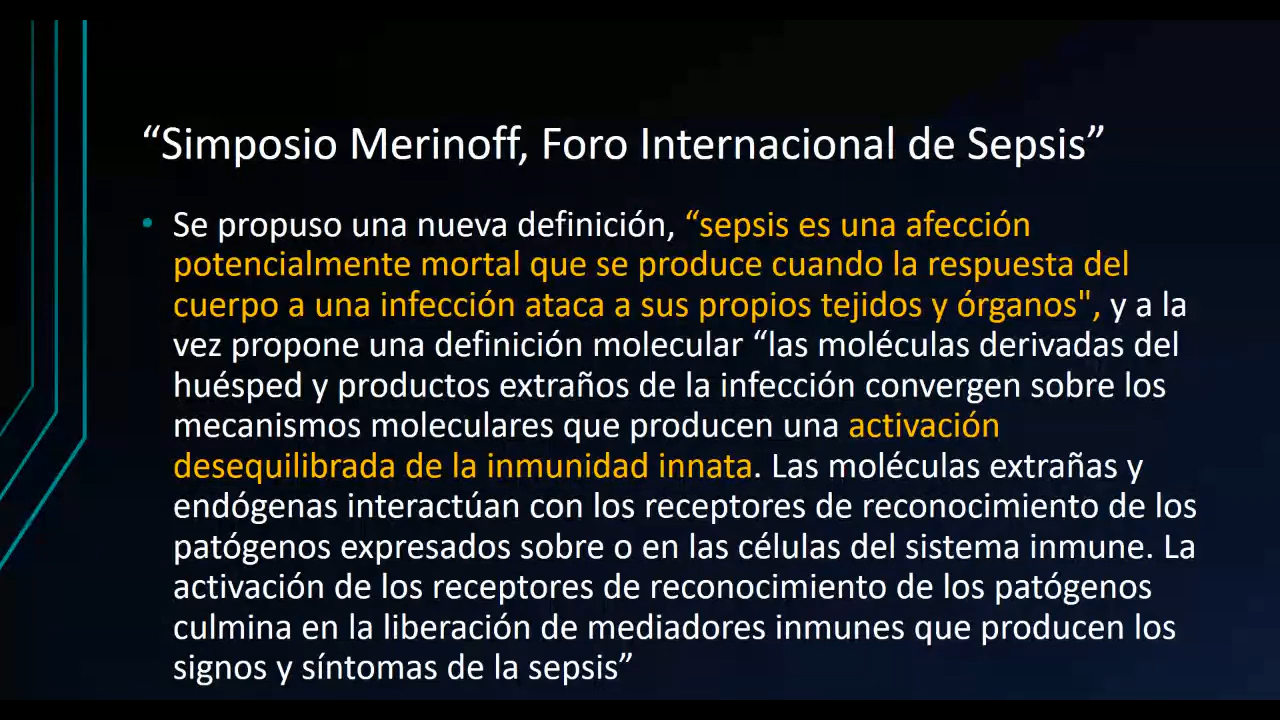 “Simposio Merinoff, Foro Internacional de Sepsis”
• Se propuso una nueva definición, “sepsis es una afección
potencialmente mortal que se produce cuando la respuesta del
cuerpo a una infección ataca a sus propios tejidos y órganos", y a la
vez propone una definición molecular “las moléculas derivadas del
huésped y productos extraños de la infección convergen sobre los
mecanismos moleculares que producen una activación
desequilibrada de la inmunidad innata. Las moléculas extrañas y
endógenas interactúan con los receptores de reconocimiento de los
patógenos expresados sobre o en las células del sistema inmune. La
activación de los receptores de reconocimiento de los patógenos
culmina en la liberación de mediadores inmunes que producen los
signos y síntomas de la sepsis”